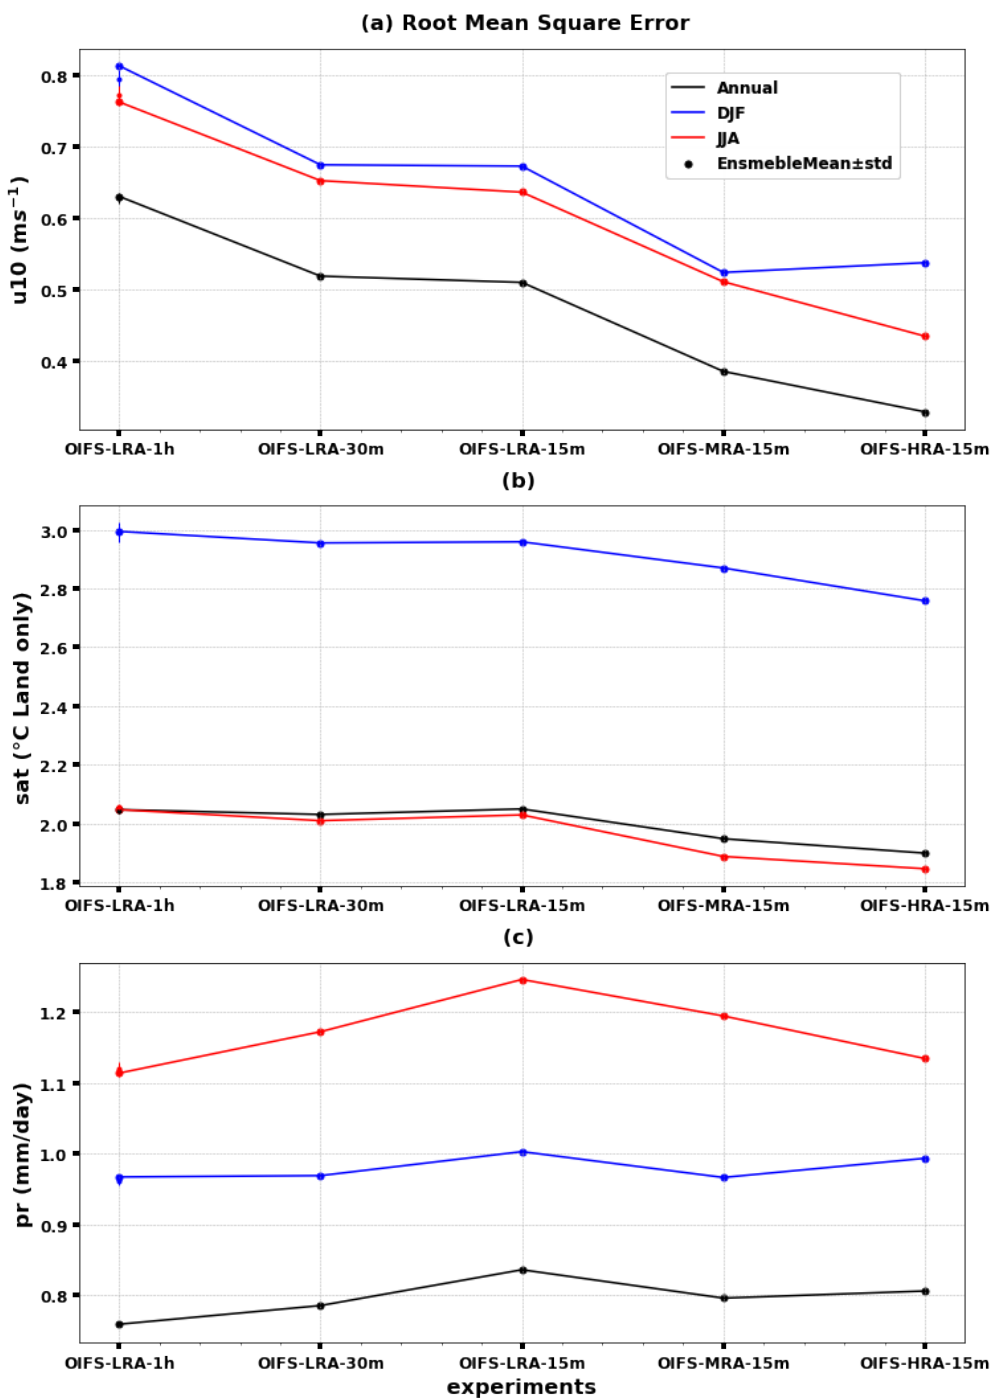 (a) Root Mean Square Error
0.8
0.7
0.6
0.5
0.4
u10 (ms⁻¹)
Annual
DJF
JJA
EnsmebleMean±std
OIFS-LRA-1h OIFS-LRA-30m OIFS-LRA-15m OIFS-MRA-15m OIFS-HRA-15m
(b)
3.0
2.8
2.6
2.4
2.2
2.0
1.8
sat (°C Land only)
OIFS-LRA-1h OIFS-LRA-30m OIFS-LRA-15m OIFS-MRA-15m OIFS-HRA-15m
(c)
1.2
1.1
1.0
0.9
0.8
pr (mm/day)
OIFS-LRA-1h OIFS-LRA-30m OIFS-LRA-15m OIFS-MRA-15m OIFS-HRA-15m
experiments